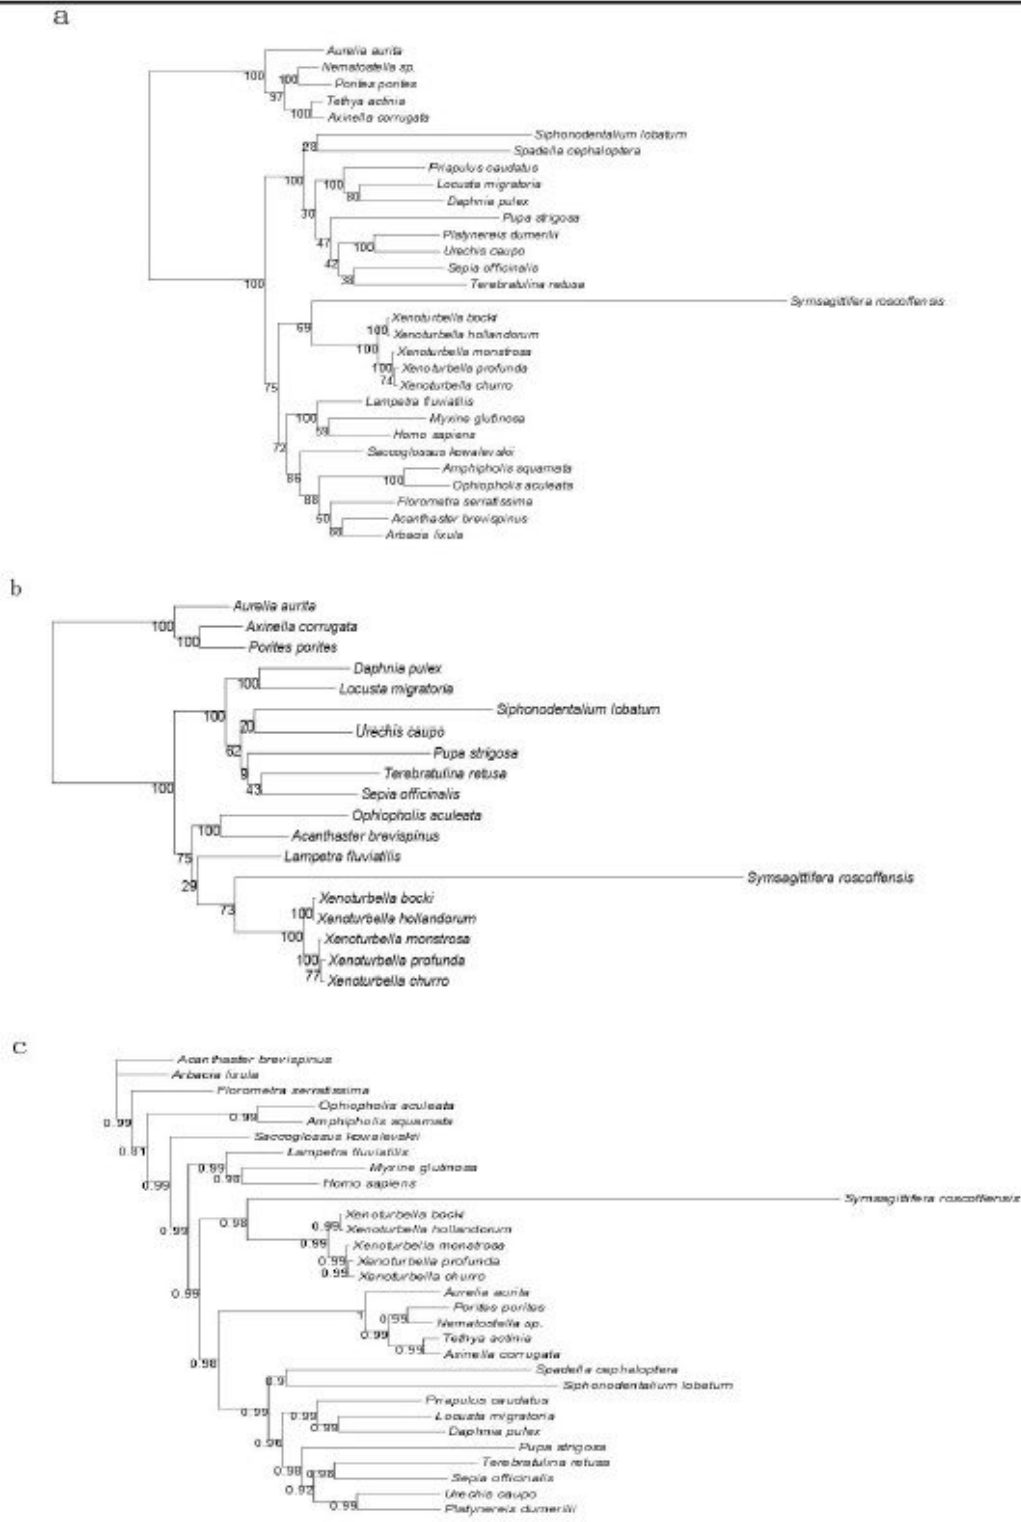 a
Aurelia aurita
100
Nematostella sp.
100
Porites porites
97
Tethya actinia
100
Axinella corrugata
Siphonodentalium lobatum
28
Spadella cephaloptera
Priapulus caudatus
100
100
Locusta migratoria
80
Daphnia pulex
30
Pupa strigosa
Platynereis dumerilii
47
100
Urechis caupo
42
Sepia officinalis
38
Terebratulina retusa
100
Symsagittifera roscoffensis
Xenoturbella bocki
69
100
Xenoturbella hollandorum
100
Xenoturbella monstrosa
100
Xenoturbella profunda
74
Xenoturbella churro
75
Lampetra fluviatilis
100
Myxine glutinosa
Homo sapiens
72
Saccoglossus kowalevskii
Amphipholis squamata
86
100
Ophiopholis aculeata
88
Florometra serratissima
50
Acanthaster brevispinus
Arbacia lixula
b
Aurelia aurita
100
Axinella corrugata
100
Porites porites
Daphnia pulex
100
Locusta migratoria
100
Siphonodentalium lobatum
20
Urechis caupo
62
Pupa strigosa
9
Terebratulina retusa
43
Sepia officinalis
100
Ophiopholis aculeata
100
Acanthaster brevispinus
75
Lampetra fluviatilis
Symsagittifera roscoffensis
29
Xenoturbella bocki
73
100
Xenoturbella hollandorum
100
Xenoturbella monstrosa
100
Xenoturbella profunda
77
Xenoturbella churro
c
Acanthaster brevispinus
Arbacia lixula
Florometra serratissima
Ophiopholis aculeata
0.99
0.99
Amphipholis squamata
Saccoglossus kowalevskii
0.81
Lampetra fluviatilis
0.99
Myxine glutinosa
0.98
Homo sapiens
0.99
Symsagittifera roscoffensis
Xenoturbella bocki
0.98
0.99
Xenoturbella hollandorum
0.99
0.99
Xenoturbella monstrosa
0.99
Xenoturbella profunda
0.99
Xenoturbella churro
0.99
Aurelia aurita
Porites porites
1
0.99
Nematostella sp.
0.99
Tethya actinia
0.99
Axinella corrugata
0.98
Spadella cephaloptera
0.9
Siphonodentalium lobatum
Priapulus caudatus
0.99
0.99
Locusta migratoria
0.99
Daphnia pulex
0.96
Pupa strigosa
Terebratulina retusa
0.98
0.98
Sepia officinalis
0.92
Urechis caupo
0.99
Platynereis dumerilii